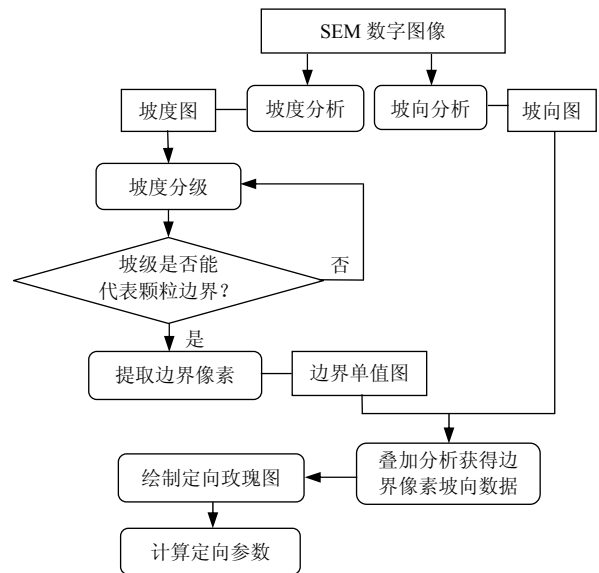 SEM 数字图像
坡度图
坡度分析
坡向分析
坡向图
坡度分级
坡级是否能
代表颗粒边界？
否
是
提取边界像素
边界单值图
叠加分析获得边
界像素坡向数据
绘制定向玫瑰图
计算定向参数